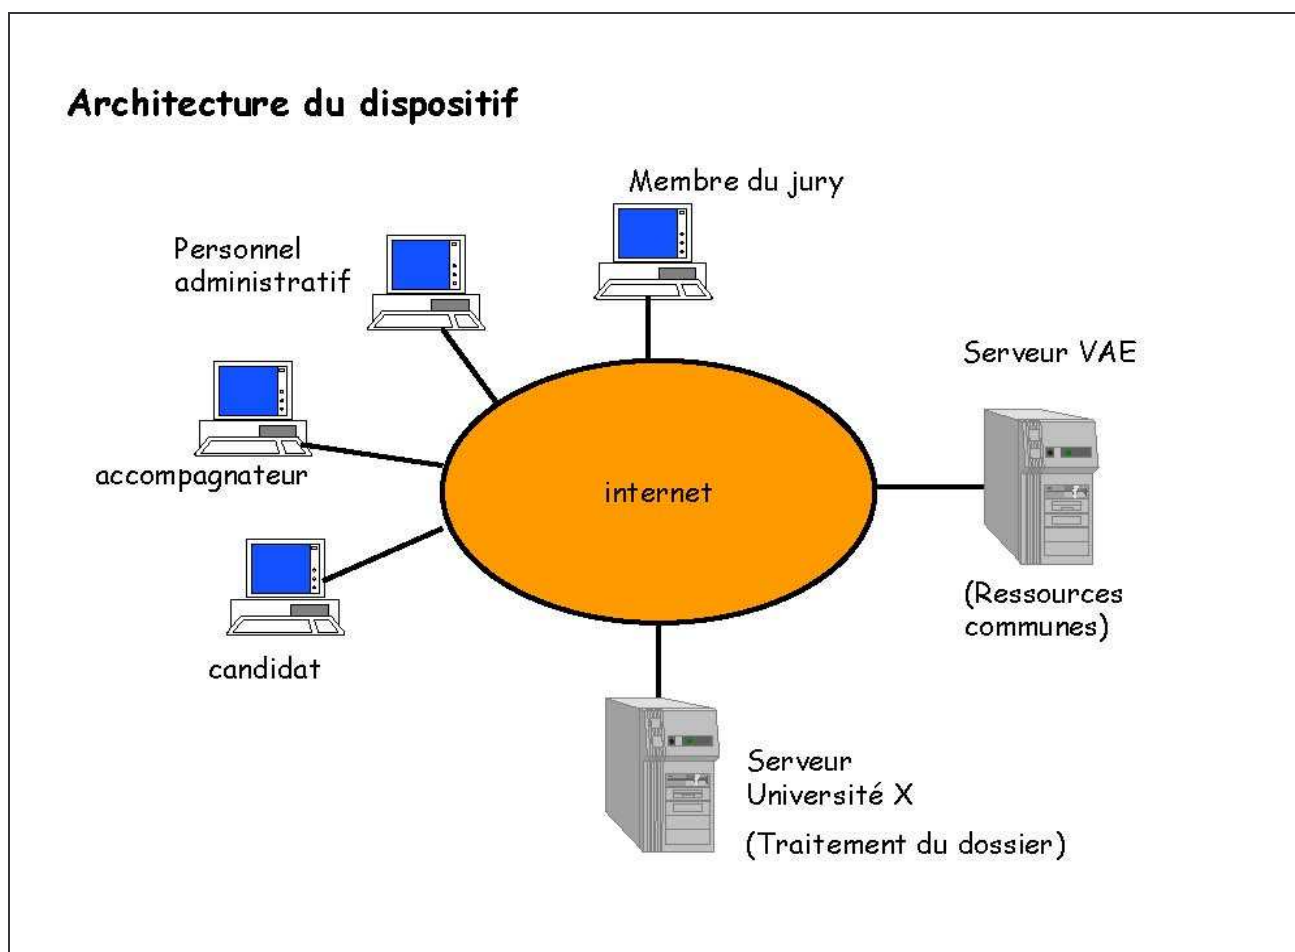 Architecture du dispositif
Membre du jury
Personnel
administratif
Serveur VAE
accompagnateur
internet
(Ressources
communes)
candidat
Serveur
Université X
(Traitement du dossier)